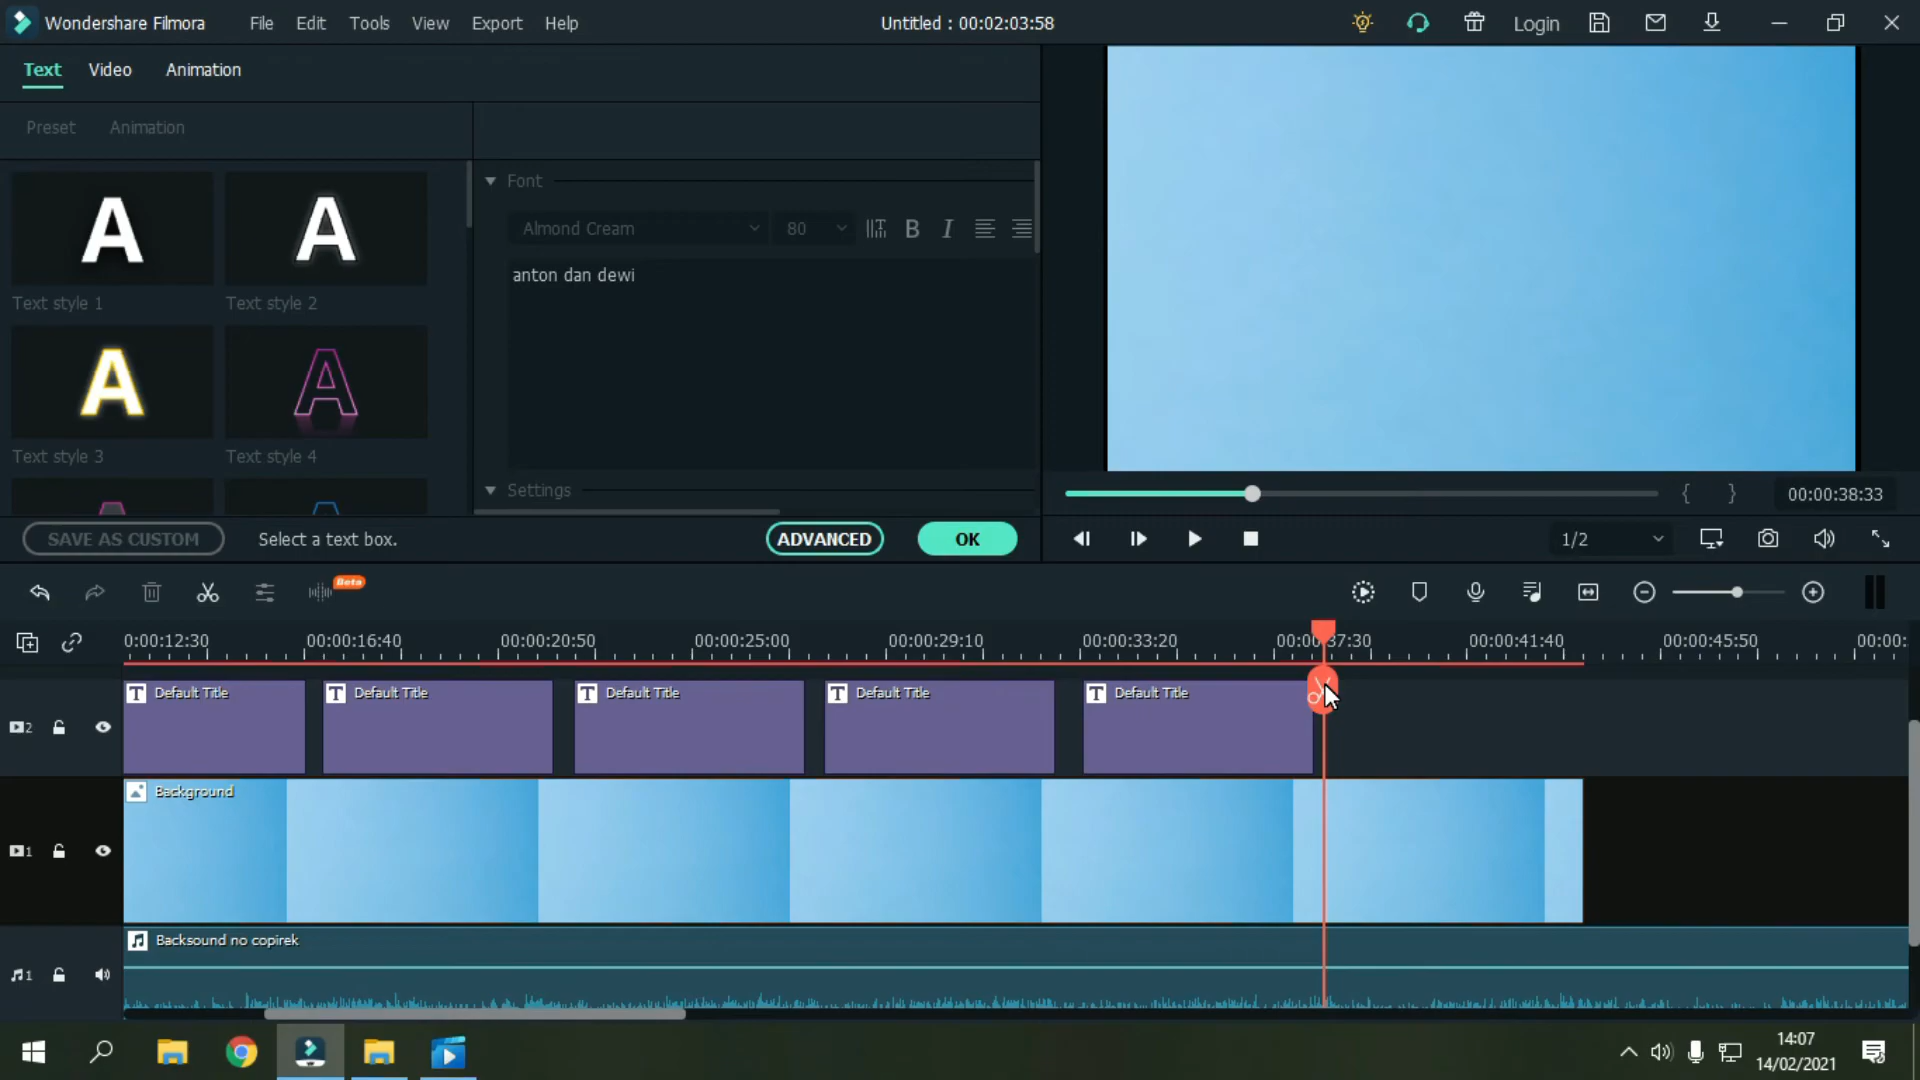 Wondershare Filmora File Edit Tools View Export Help Untitled : 00:02:03:58 Login
Text Video Animation
Preset Animation
Font
Almond Cream 80 B I
anton dan dewi
A A
Text style 1 Text style 2
A A
Text style 3 Text style 4
Settings
{ } 00:00:38:33
SAVE AS CUSTOM Select a text box. ADVANCED OK 1/2
Beta
0:00:12:30 00:00:16:40 00:00:20:50 00:00:25:00 00:00:29:10 00:00:33:20 00:00:37:30 00:00:41:40 00:00:45:50 00:00:
T Default Title T Default Title T Default Title T Default Title T Default Title
2
Background
1
Backsound no copirek
1
14:07
14/02/2021